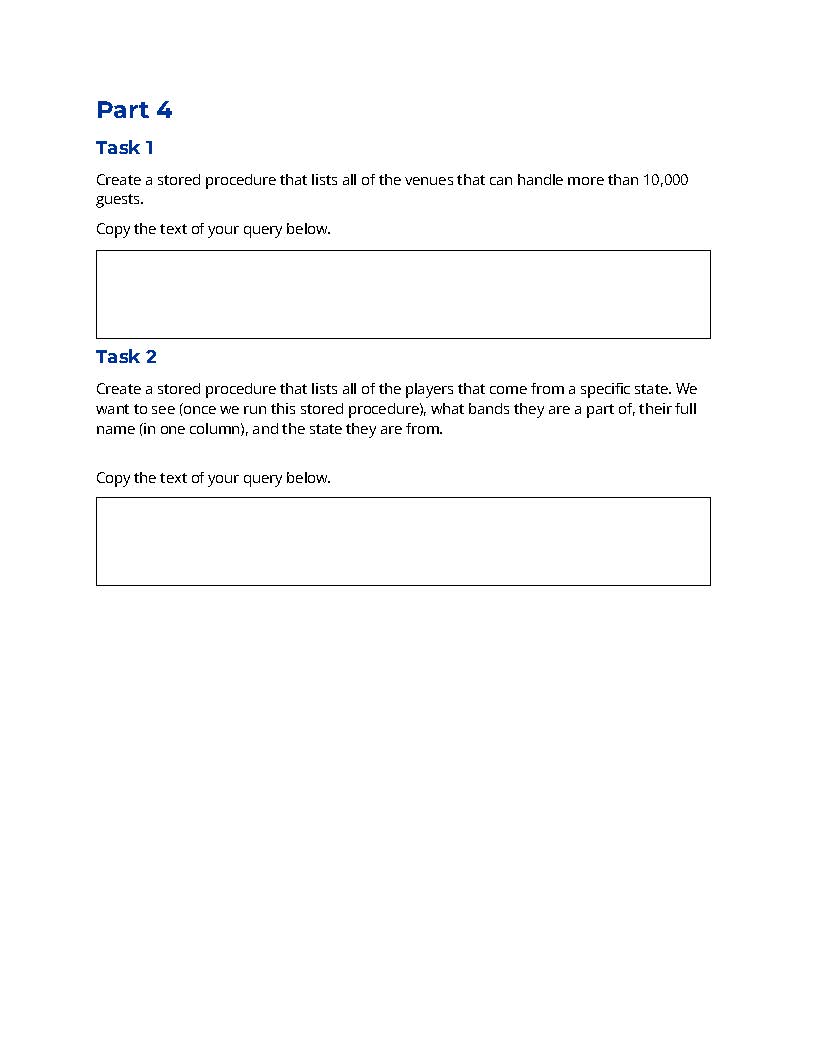 Part 4
Task 1
Create a stored procedure that lists all of the venues that can handle more than 10,000
guests.
Copy the text of your query below.
Task 2
Create a stored procedure that lists all of the players that come from a specific state. We
want to see (once we run this stored procedure), what bands they are a part of, their full
name (in one column), and the state they are from.
Copy the text of your query below.